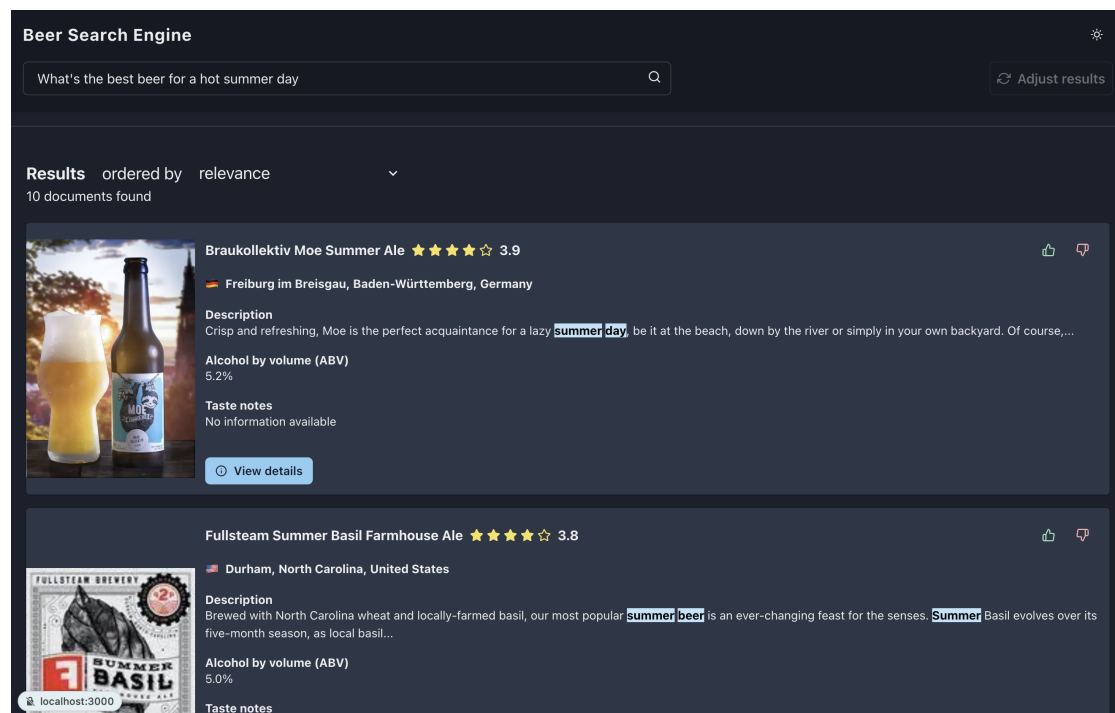 Beer Search Engine
What's the best beer for a hot summer day
Adjust results
Results ordered by relevance
10 documents found
Braukollektiv Moe Summer Ale 3.9
Freiburg im Breisgau, Baden-Württemberg, Germany
Description
Crisp and refreshing, Moe is the perfect acquaintance for a lazy summer day, be it at the beach, down by the river or simply in your own backyard. Of course,...
Alcohol by volume (ABV)
5.2%
Taste notes
No information available
MOE
View details
Fullsteam Summer Basil Farmhouse Ale 3.8
Durham, North Carolina, United States
Description
Brewed with North Carolina wheat and locally-farmed basil, our most popular summer beer is an ever-changing feast for the senses. Summer Basil evolves over its
five-month season, as local basil...
Alcohol by volume (ABV)
5.0%
Taste notes
FULLSTEAM BREWERY
2
SUMMER
BASIL
localhost:3000